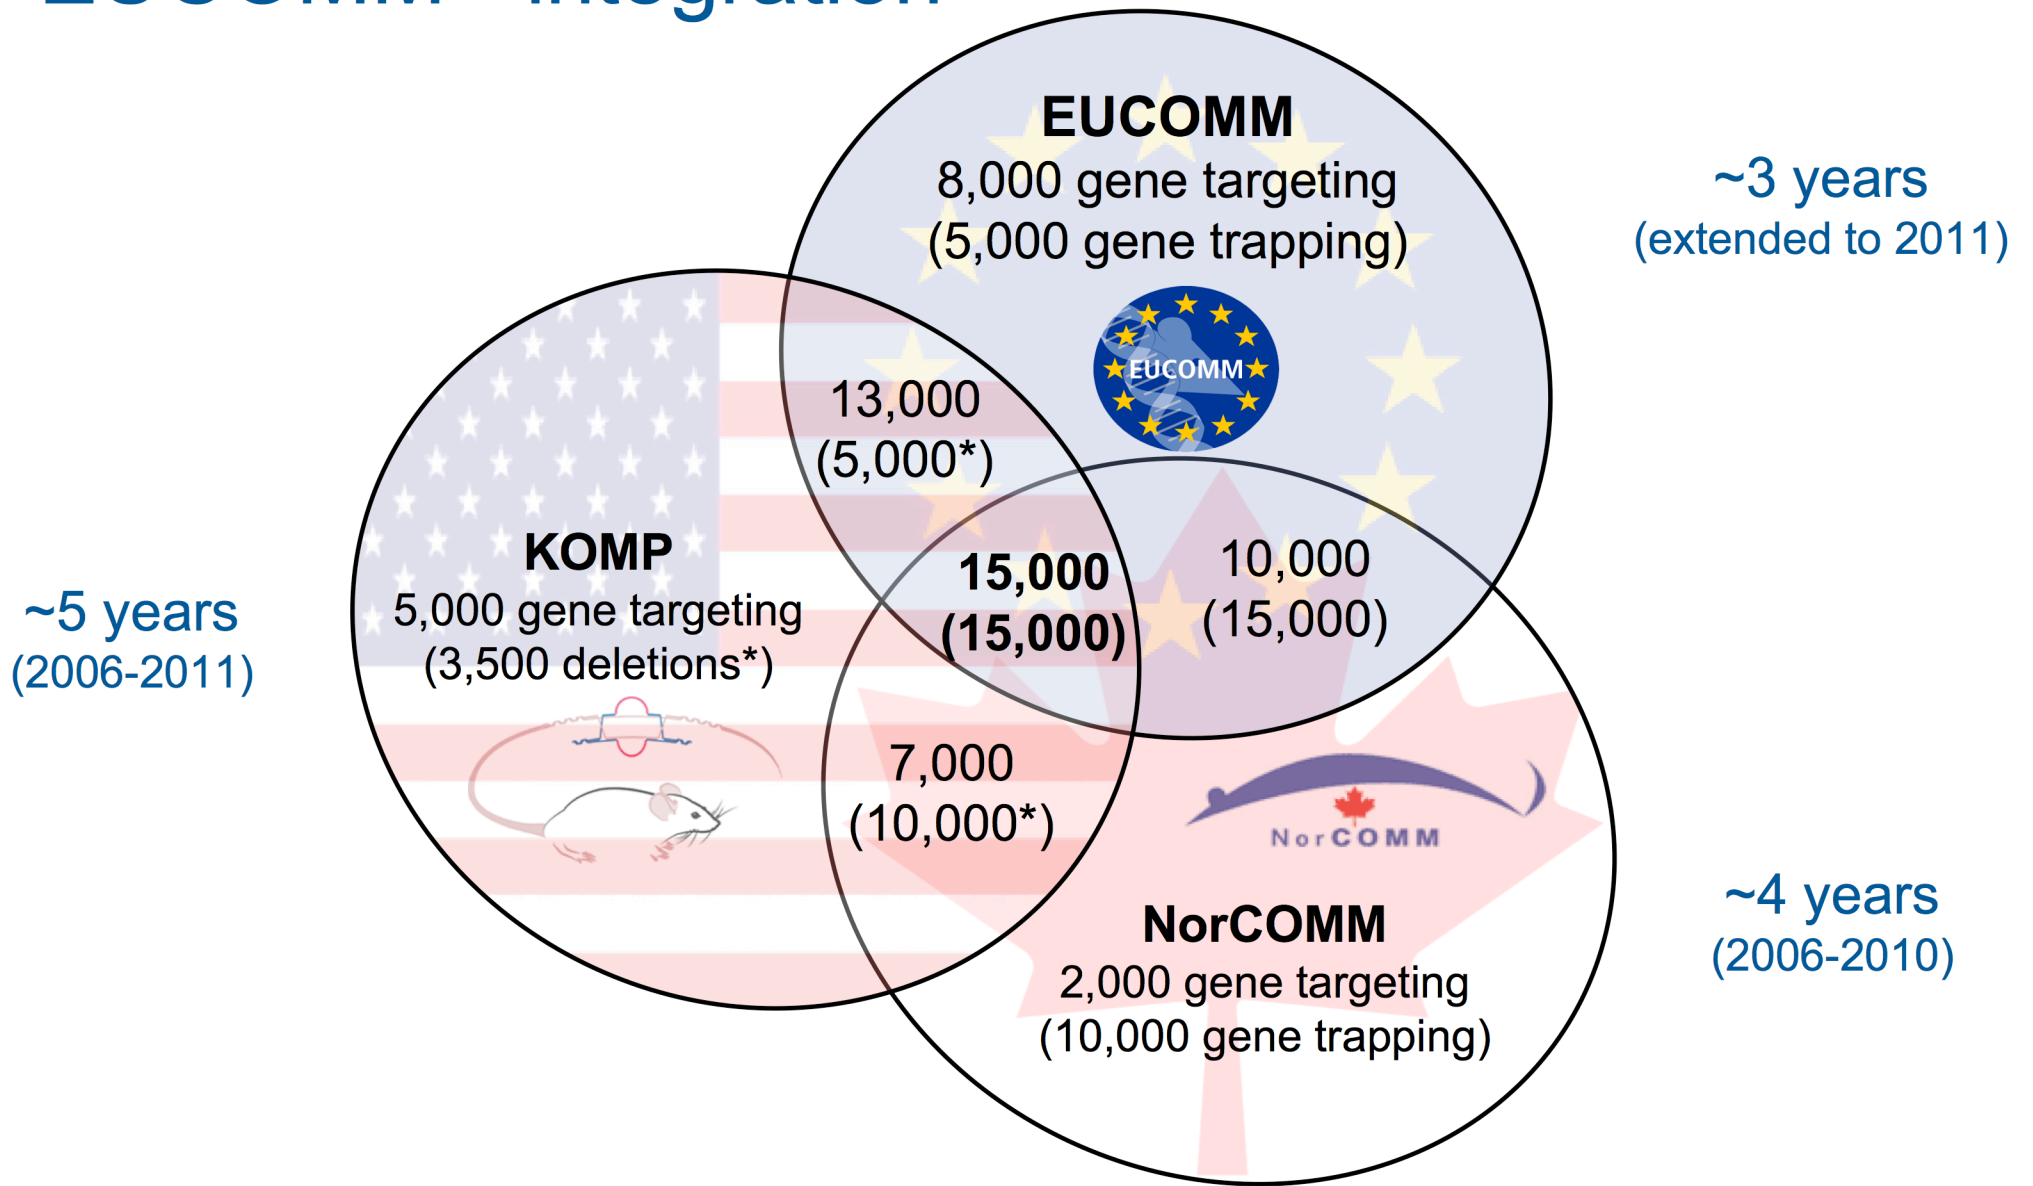 EUCOMM - integration
EUCOMM
8,000 gene targeting
(5,000 gene trapping)
~3 years
(extended to 2011)
EUCOMM
13,000
(5,000*)
KOMP
5,000 gene targeting
(3,500 deletions*)
~5 years
(2006-2011)
15,000
(15,000)
10,000
(15,000)
7,000
(10,000*)
NorCOMM
NorCOMM
2,000 gene targeting
(10,000 gene trapping)
~4 years
(2006-2010)